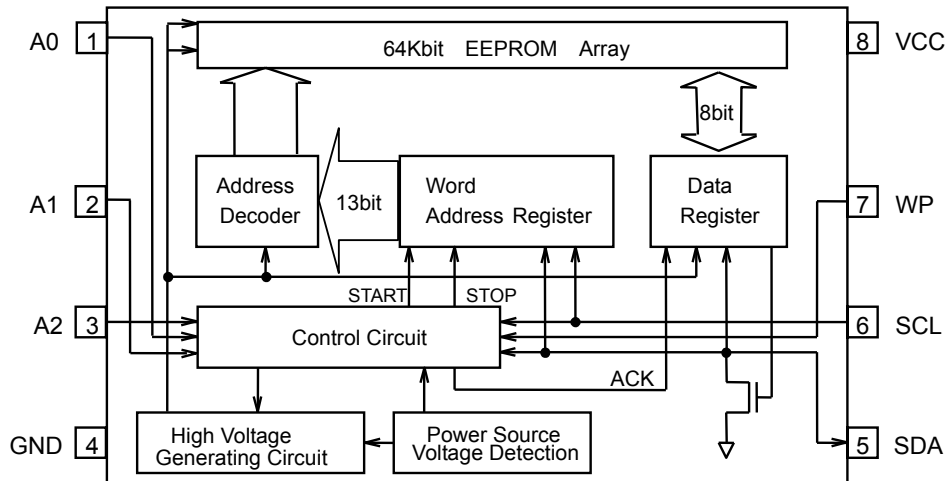 A0 1
64Kbit EEPROM Array
8 VCC
8bit
A1 2
Address
Decoder
13bit
Word
Address Register
Data
Register
7 WP
START
STOP
A2 3
Control Circuit
6 SCL
ACK
GND 4
High Voltage
Generating Circuit
Power Source
Voltage Detection
5 SDA